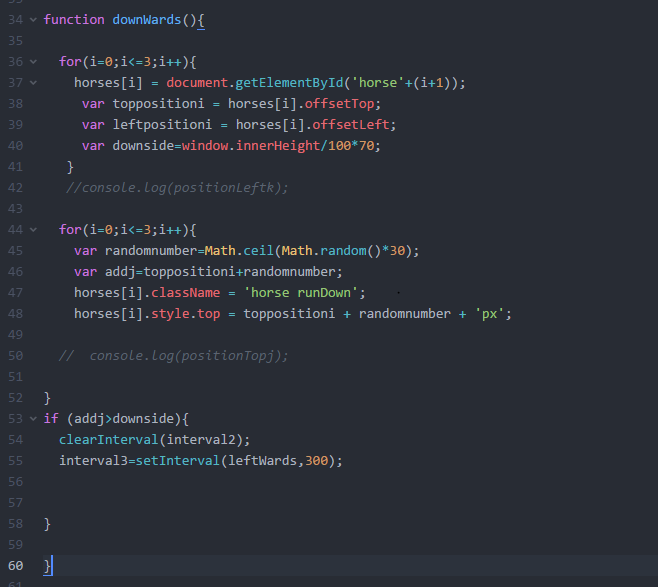 34 function downWards(){
35
36 for(i=0;i<=3;i++){
37 horses[i] = document.getElementById('horse'+(i+1));
38 var toppositioni = horses[i].offsetTop;
39 var leftpositioni = horses[i].offsetLeft;
40 var downside=window.innerHeight/100*70;
41 }
42 //console.log(positionLeftk);
43
44 for(i=0;i<=3;i++){
45 var randomnumber=Math.ceil(Math.random()*30);
46 var addj=toppositioni+randomnumber;
47 horses[i].className = 'horse runDown';
48 horses[i].style.top = toppositioni + randomnumber + 'px';
49
50 // console.log(positionTopj);
51
52 }
53 if (addj>downside){
54 clearInterval(interval2);
55 interval3=setInterval(leftWards,300);
56
57
58 }
59
60 }